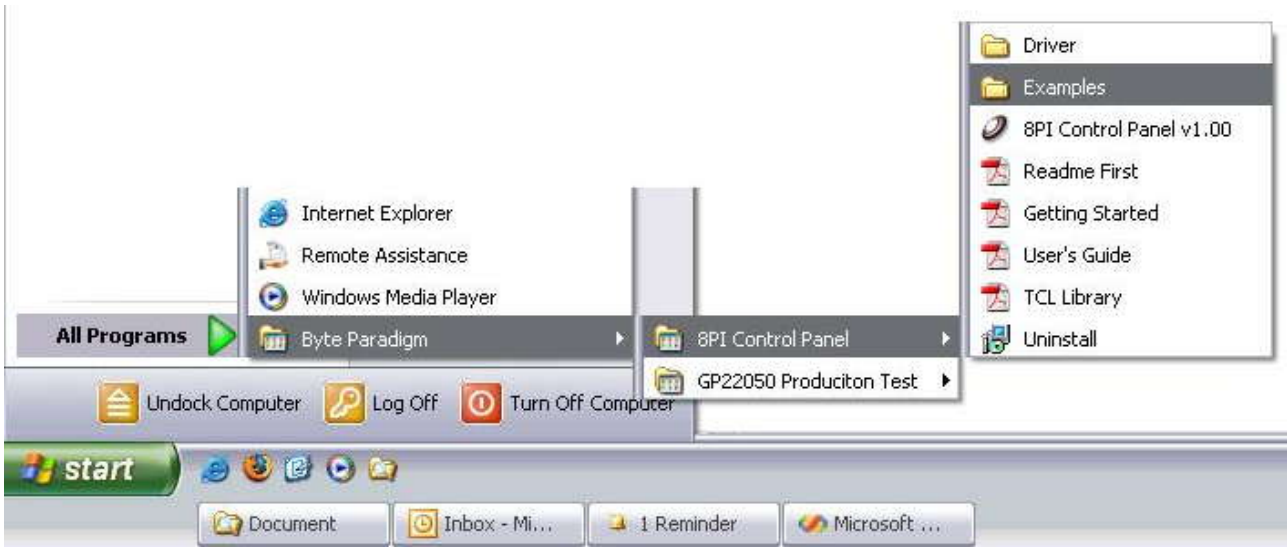 Driver
Examples
8PI Control Panel v1.00
Readme First
Getting Started
User's Guide
TCL Library
Uninstall
Internet Explorer
Remote Assistance
Windows Media Player
Byte Paradigm
8PI Control Panel
GP22050 Produciton Test
All Programs
Undock Computer
Log Off
Turn Off Computer
start
Document
Inbox - Mi...
1 Reminder
Microsoft ...